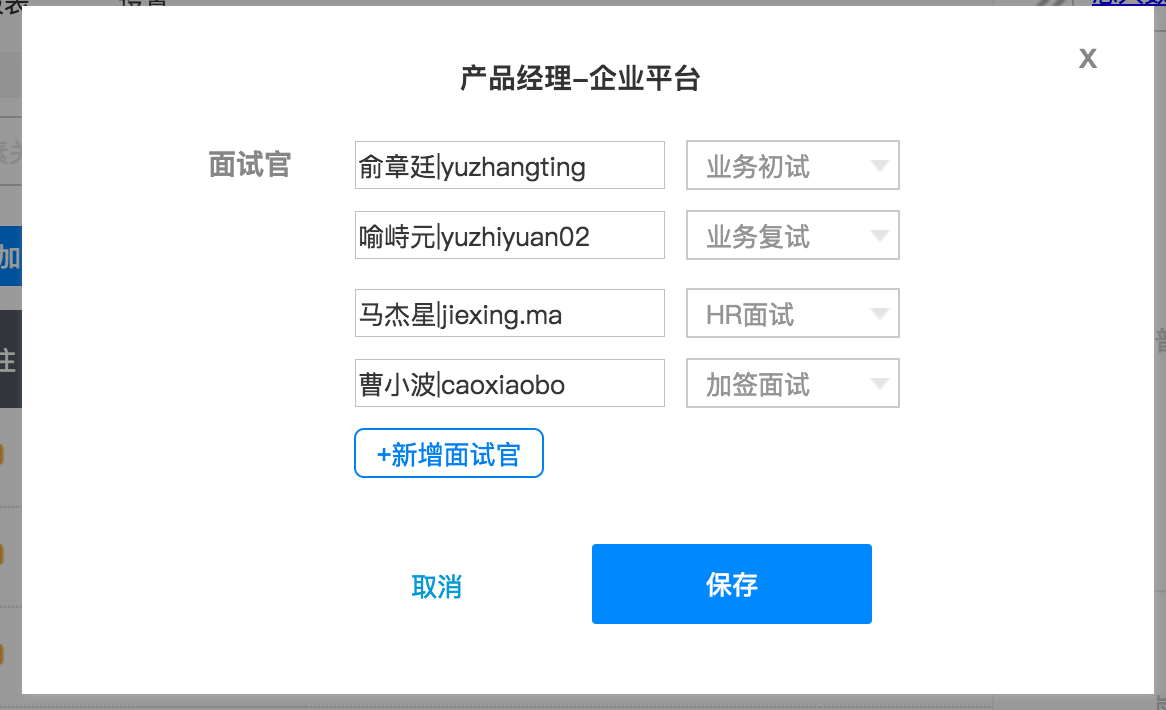 产品经理-企业平台
X
面试官
俞章廷|yuzhangting
业务初试
喻峙元|yuzhiyuan02
业务复试
马杰星|jiexing.ma
HR面试
曹小波|caoxiaobo
加签面试
+新增面试官
取消
保存
加
注